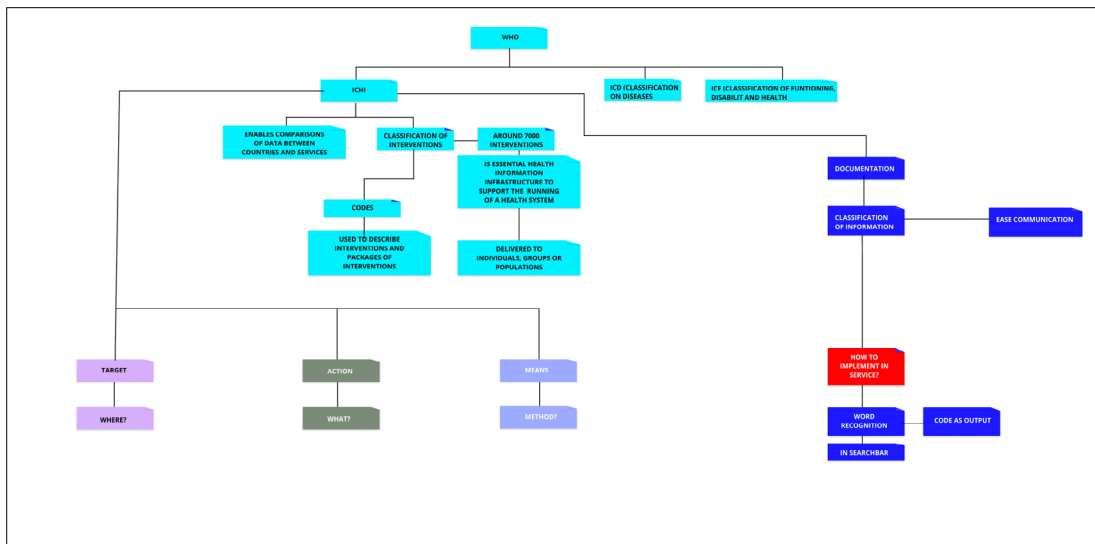 WHO
ICHI
ICD (CLASSIFICATION
ON DISEASES
ICF (CLASSIFICATION OF FUNTIONING,
DISABILIT AND HEALTH
ENABLES COMPARISONS
OF DATA BETWEEN
COUNTRIES AND SERVICES
CLASSIFICATION OF
INTERVENTIONS
AROUND 7000
INTERVENTIONS
IS ESSENTIAL HEALTH
INFORMATION
INFRASTRUCTURE TO
SUPPORT THE RUNNING
OF A HEALTH SYSTEM
CODES
USED TO DESCRIBE
INTERVENTIONS AND
PACKAGES OF
INTERVENTIONS
DELIVERED TO
INDIVIDUALS, GROUPS OR
POPULATIONS
DOCUMENTATION
CLASSIFICATION
OF INFORMATION
EASE COMMUNICATION
TARGET
ACTION
MEANS
WHERE?
WHAT?
METHOD?
HOW TO
IMPLEMENT IN
SERVICE?
WORD
RECOGNITION
CODE AS OUTPUT
IN SEARCHBAR